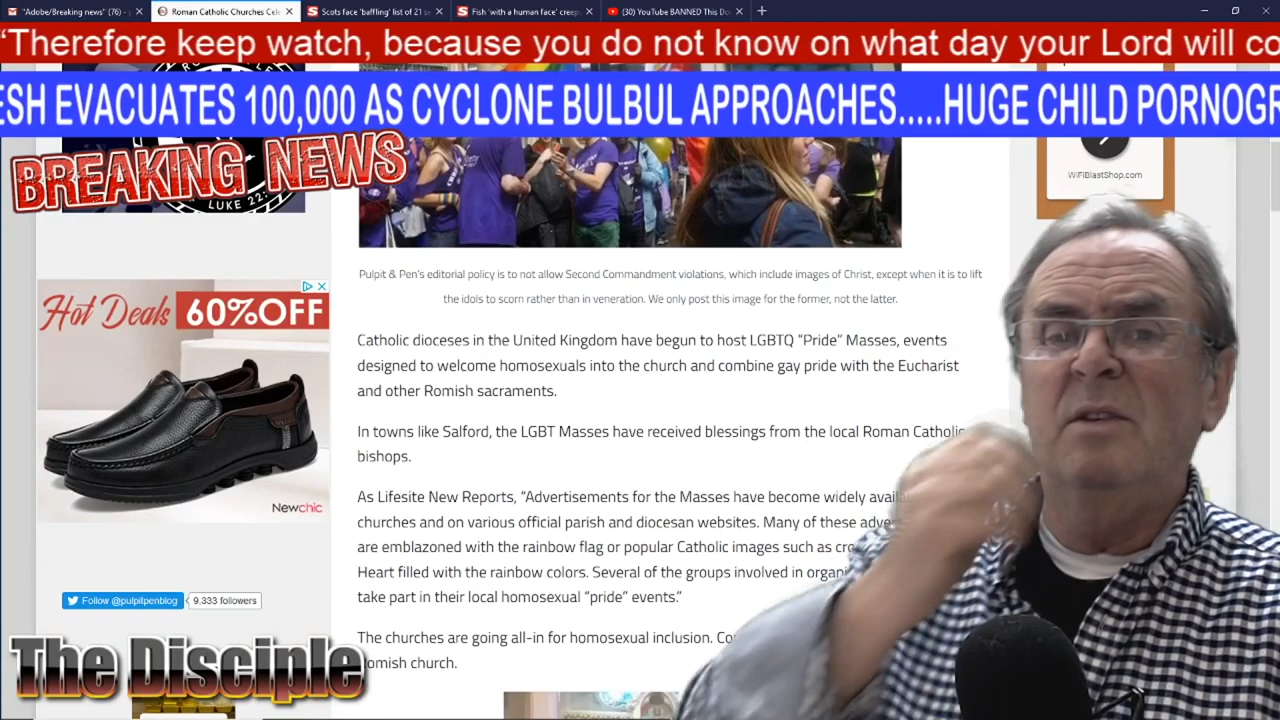 "Adobe/Breaking news" (76) -
Roman Catholic Churches Cele
Scots face 'baffling' list of 21 se
Fish 'with a human face' creep
(30) YouTube BANNED This Do
"Therefore keep watch, because you do not know on what day your Lord will co
ESH EVACUATES 100,000 AS CYCLONE BULBUL APPROACHES.....HUGE CHILD PORNOGR
BREAKING NEWS
LUKE 22:
WiFiBlastShop.com
Pulpit & Pen's editorial policy is to not allow Second Commandment violations, which include images of Christ, except when it is to lift
the idols to scorn rather than in veneration. We only post this image for the former, not the latter.
Hot Deals 60%OFF
Newchic
Catholic dioceses in the United Kingdom have begun to host LGBTQ "Pride" Masses, events
designed to welcome homosexuals into the church and combine gay pride with the Eucharist
and other Romish sacraments.
In towns like Salford, the LGBT Masses have received blessings from the local Roman Catholic
bishops.
As Lifesite New Reports, "Advertisements for the Masses have become widely avail
churches and on various official parish and diocesan websites. Many of these adve
are emblazoned with the rainbow flag or popular Catholic images such as cro
Heart filled with the rainbow colors. Several of the groups involved in organi
take part in their local homosexual "pride" events."
Follow @pulpitpenblog
9,333 followers
The churches are going all-in for homosexual inclusion. Co
Romish church.
The Disciple